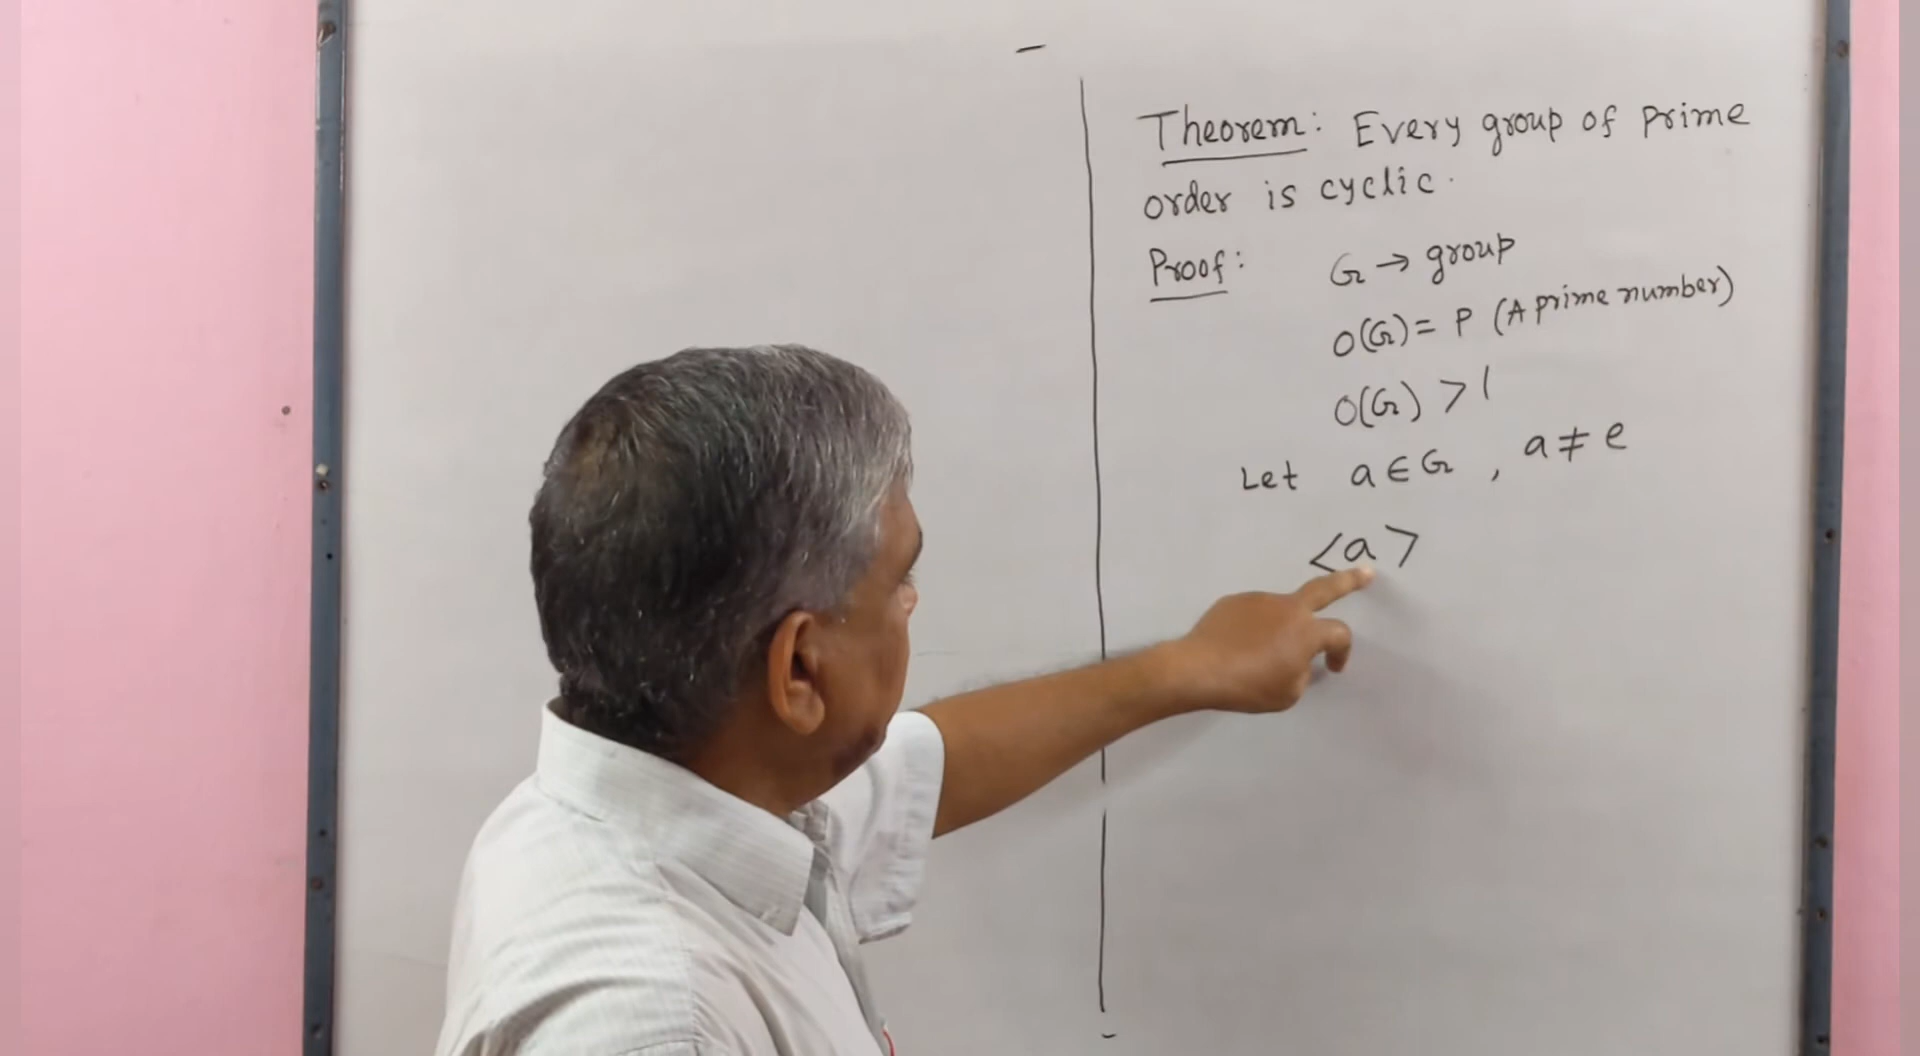 Theorem: Every group of prime
order is cyclic.
Proof: G → group
O(G) = P (A prime number)
O(G) > 1
Let a ∈ G , a ≠ e
<a>